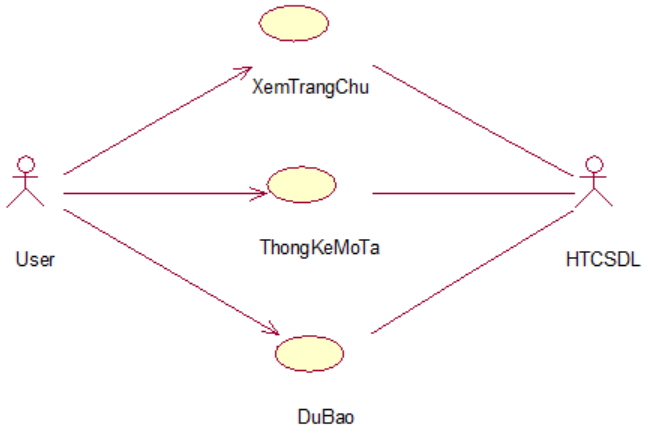 XemTrangChu
User
ThongKeMoTa
HTCSDL
DuBao